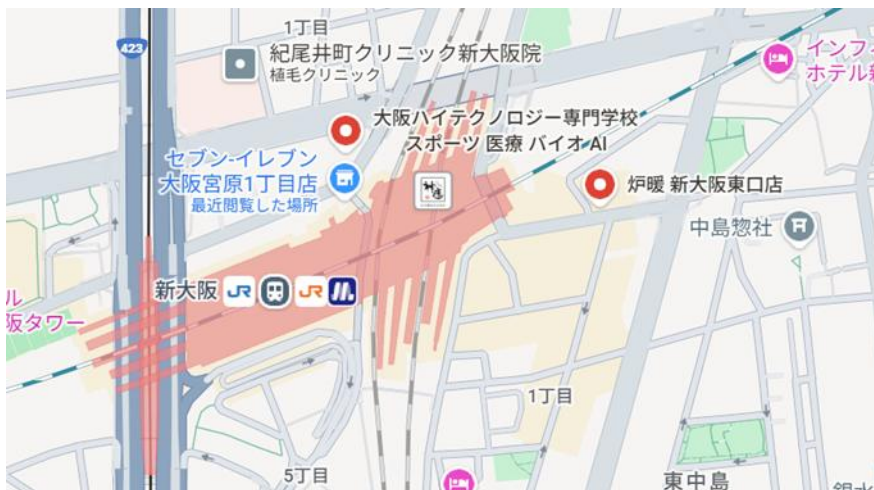 1丁目
423
紀尾井町クリニック新大阪院
植毛クリニック
インフ
ホテル新
大阪ハイテクノロジー専門学校
スポーツ 医療 バイオ AI
セブン-イレブン
大阪宮原1丁目店
最近閲覧した場所
炉暖 新大阪東口店
中島惣社
新大阪
JR
JR
ル
阪タワー
1丁目
5丁目
東中島